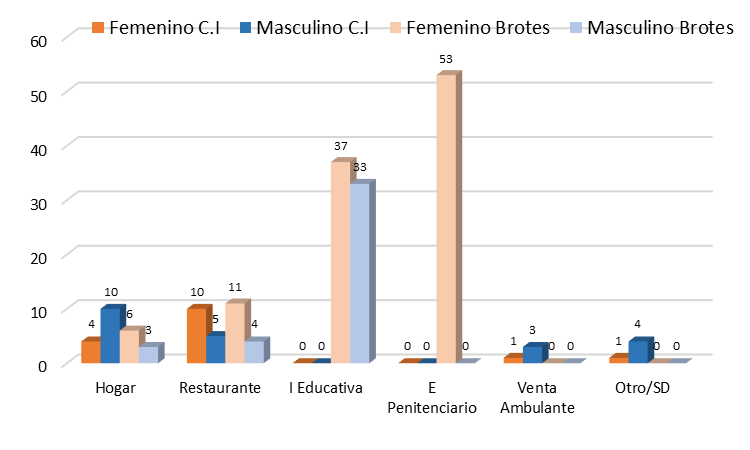 Femenino C.I Masculino C.I Femenino Brotes Masculino Brotes
60
50
40
30
20
10
0
4 10 6 3
10 5 11 4
0 0 37 33
0 0 53 0
1 3 0 0
1 4 0 0
Hogar Restaurante I Educativa E Venta Otro/SD
Penitenciario Ambulante